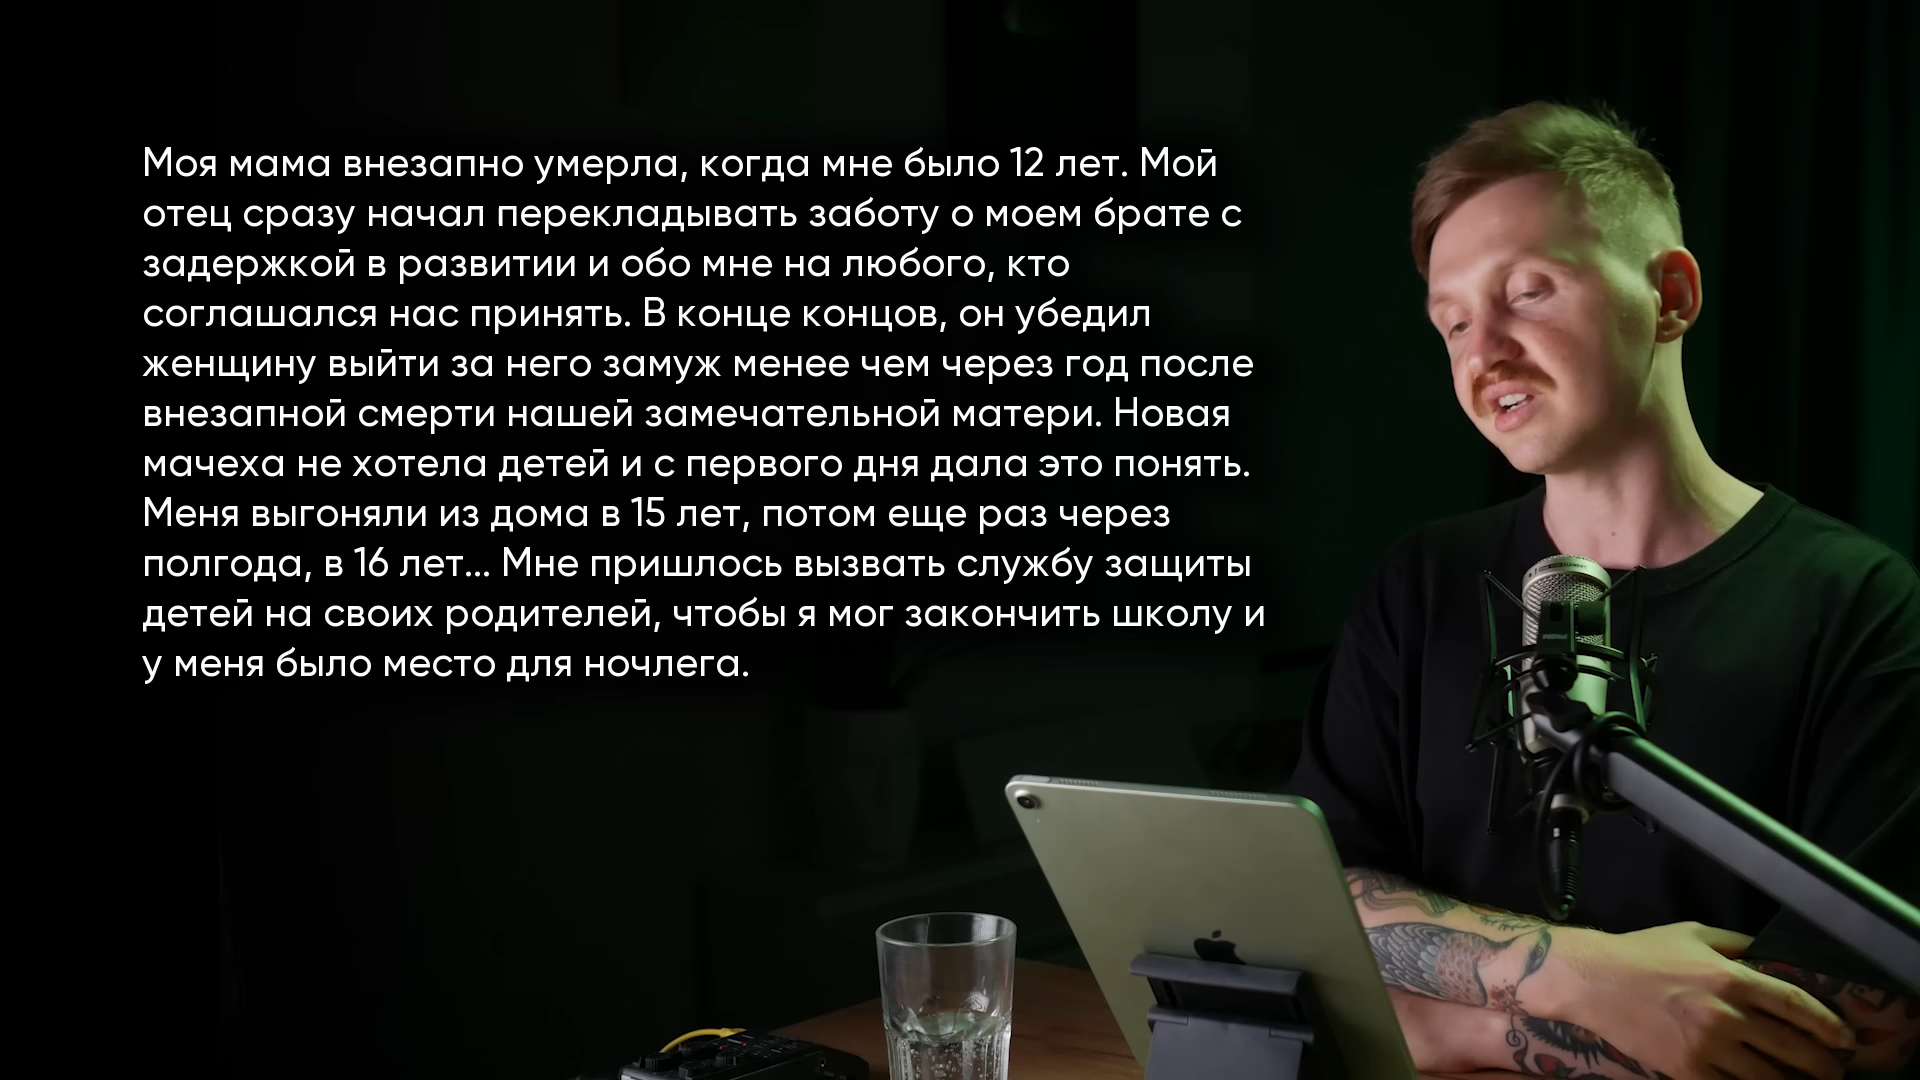 Моя мама внезапно умерла, когда мне было 12 лет. Мой
отец сразу начал перекладывать заботу о моем брате с
задержкой в развитии и обо мне на любого, кто
соглашался нас принять. В конце концов, он убедил
женщину выйти за него замуж менее чем через год после
внезапной смерти нашей замечательной матери. Новая
мачеха не хотела детей и с первого дня дала это понять.
Меня выгоняли из дома в 15 лет, потом еще раз через
полгода, в 16 лет... Мне пришлось вызвать службу защиты
детей на своих родителей, чтобы я мог закончить школу и
у меня было место для ночлега.